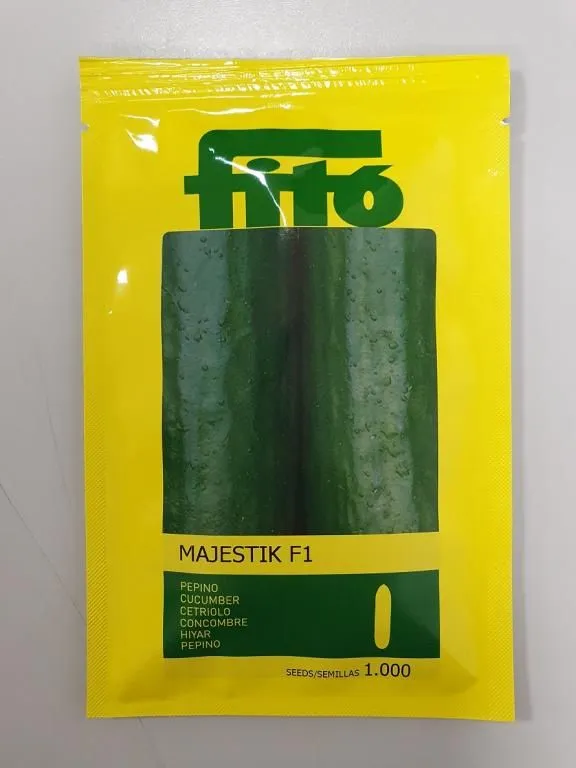 fitó
MAJESTIK F1
PEPINO
CUCUMBER
CETRIOLO
CONCOMBRE
HIYAR
PEPINO
SEEDS/SEMILLAS 1.000